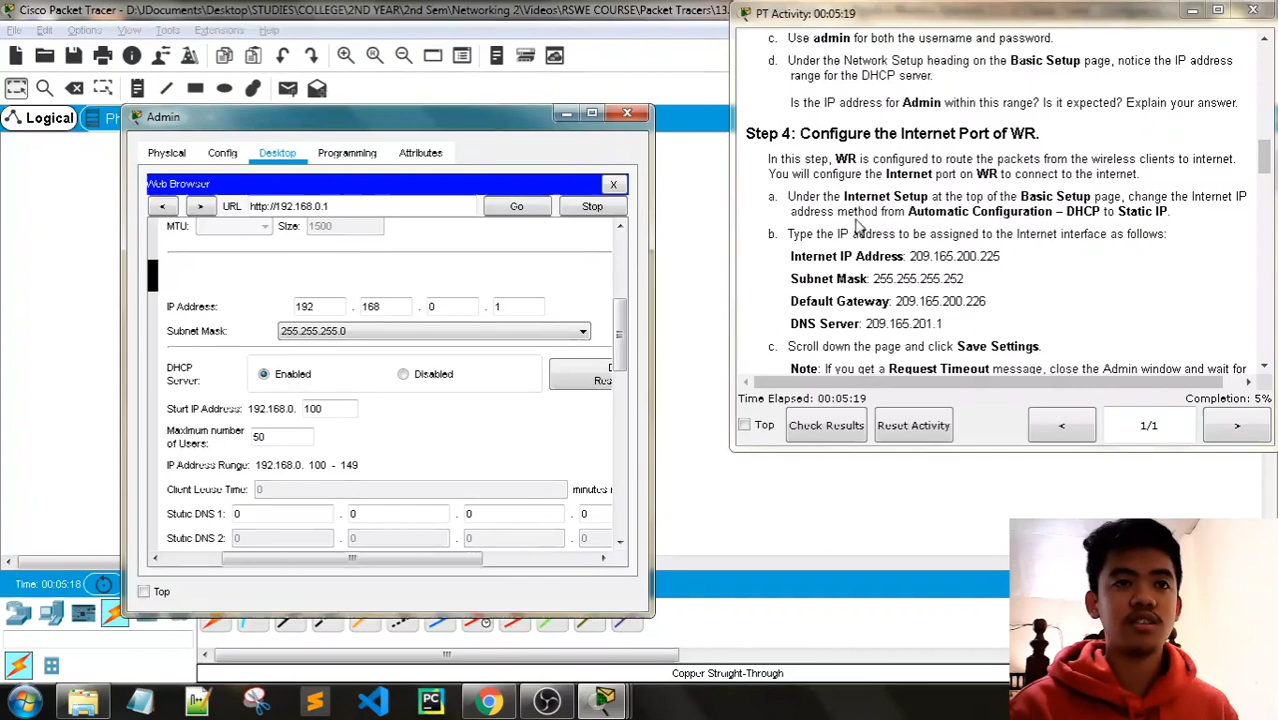 Cisco Packet Tracer - D:\Documents\Desktop\STUDIES\COLLEGE\2ND YEAR\2nd Sem\Networking 2\Videos\RSWE COURSE\Packet Tracers\13.
File Edit Options View Tools Extensions Help
Logical
Ph
Admin
Physical Config Desktop Programming Attributes
Web Browser X
< > URL http://192.168.0.1 Go Stop
MTU: Size: 1500
IP Address: 192 . 168 . 0 . 1
Subnet Mask: 255.255.255.0
DHCP Server: Enabled Disabled
Start IP Address: 192.168.0. 100
Maximum number of Users: 50
IP Address Range: 192.168.0. 100 - 149
Client Lease Time: 0 minutes
Static DNS 1: 0 . 0 . 0 . 0
Static DNS 2: 0 . 0 . 0 . 0
Top
PT Activity: 00:05:19
c. Use admin for both the username and password.
d. Under the Network Setup heading on the Basic Setup page, notice the IP address
range for the DHCP server.
Is the IP address for Admin within this range? Is it expected? Explain your answer.
Step 4: Configure the Internet Port of WR.
In this step, WR is configured to route the packets from the wireless clients to internet.
You will configure the Internet port on WR to connect to the internet.
a. Under the Internet Setup at the top of the Basic Setup page, change the Internet IP
address method from Automatic Configuration – DHCP to Static IP.
b. Type the IP address to be assigned to the Internet interface as follows:
Internet IP Address: 209.165.200.225
Subnet Mask: 255.255.255.252
Default Gateway: 209.165.200.226
DNS Server: 209.165.201.1
c. Scroll down the page and click Save Settings.
Note: If you get a Request Timeout message, close the Admin window and wait for
Time Elapsed: 00:05:19 Completion: 5%
Top Check Results Reset Activity < 1/1 >
Time: 00:05:18
Copper Straight-Through